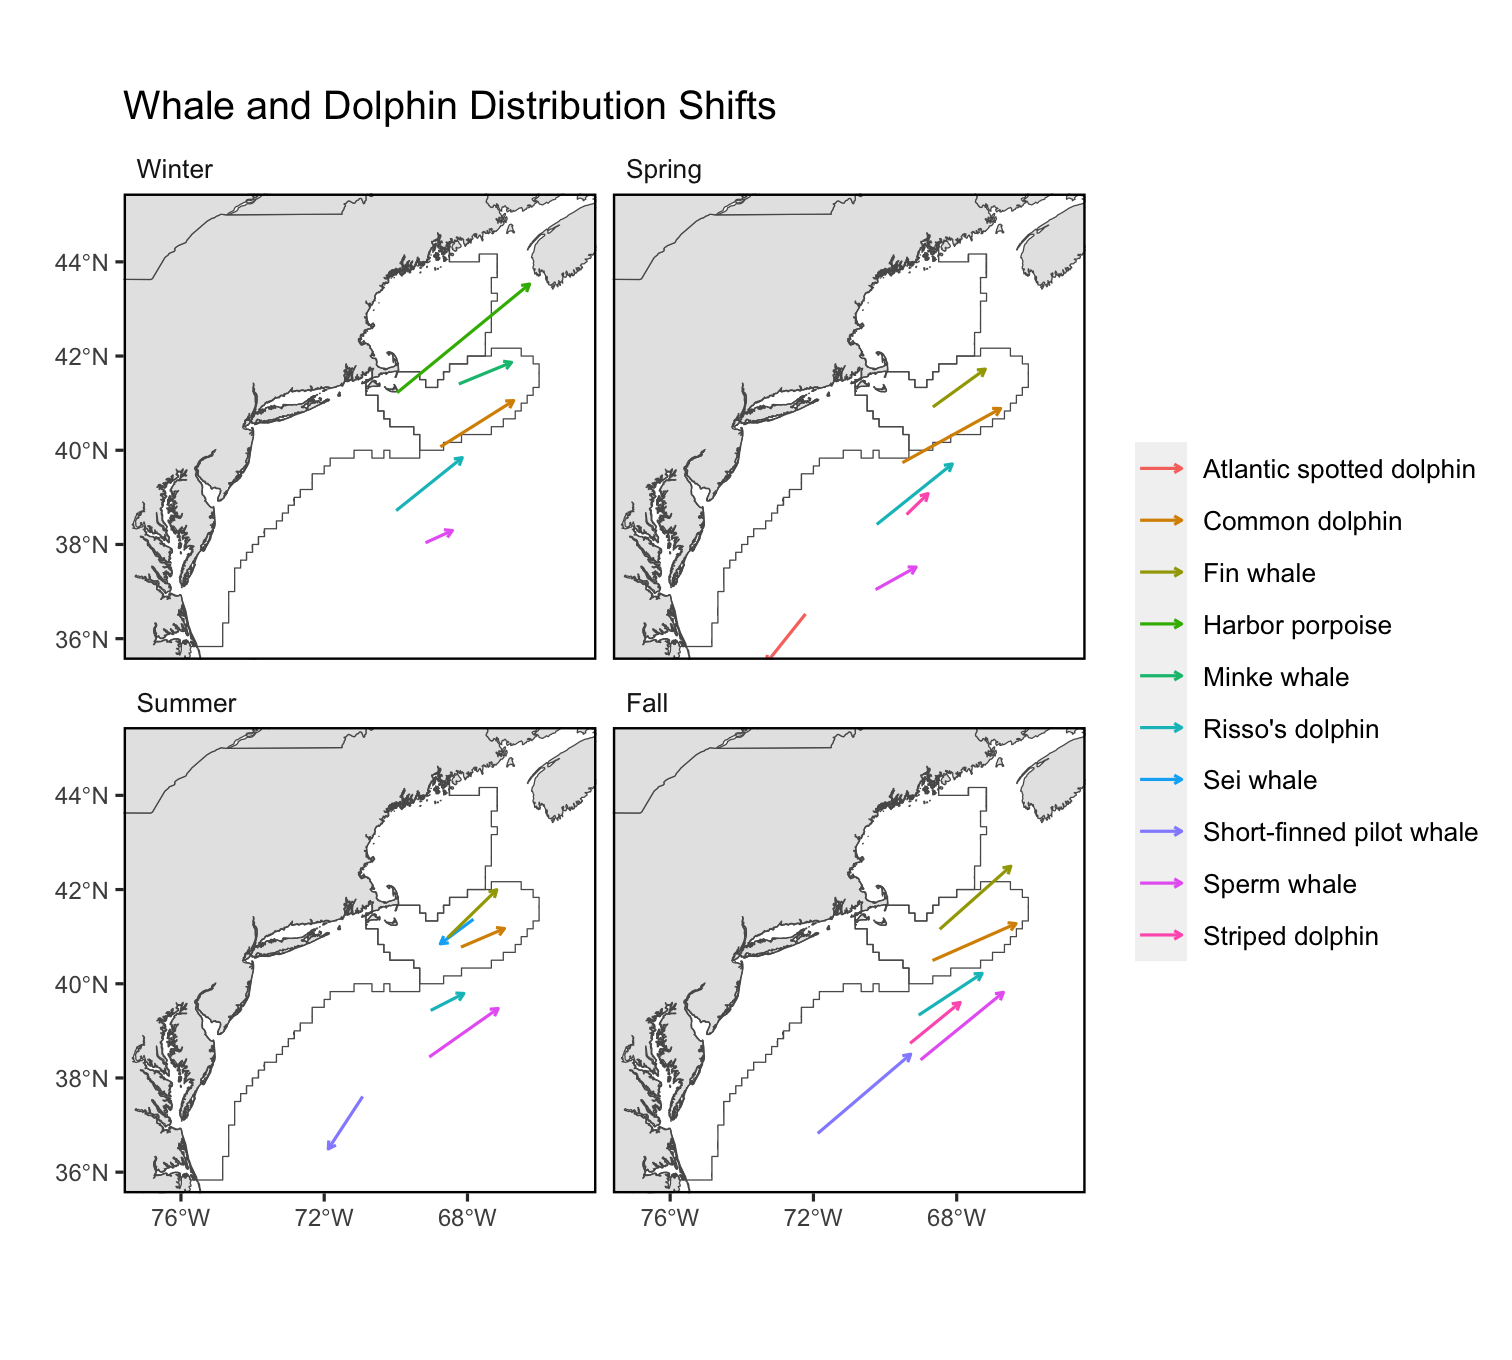 Whale and Dolphin Distribution Shifts
Winter
Spring
44°N
42°N
40°N
38°N
36°N
Summer
Fall
44°N
42°N
40°N
38°N
36°N
76°W
72°W
68°W
76°W
72°W
68°W
Atlantic spotted dolphin
Common dolphin
Fin whale
Harbor porpoise
Minke whale
Risso's dolphin
Sei whale
Short-finned pilot whale
Sperm whale
Striped dolphin